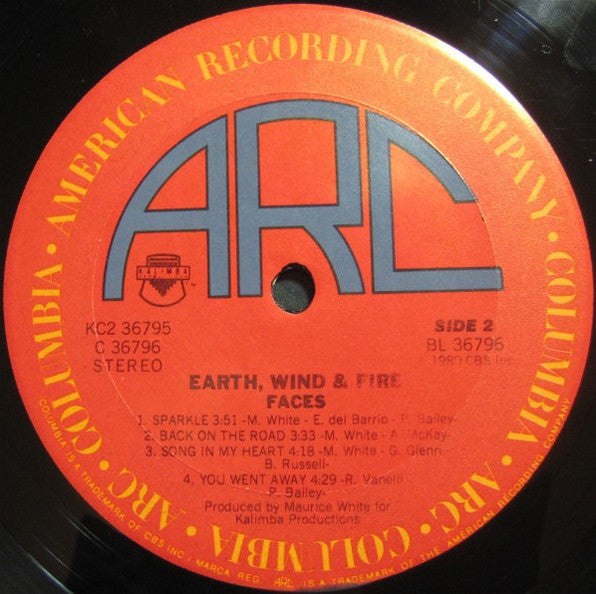 • AMERICAN RECORDING COMPANY • COLUMBIA • ARC • COLUMBIA • ARC • COLUMBIA • ARC • COLUMBIA
ARC
KALIMBA
KC2 36795
C 36796
STEREO
SIDE 2
BL 36796
℗ 1980 CBS Inc.
EARTH, WIND & FIRE
FACES
1. SPARKLE 3:51 -M. White - E. del Barrio - P. Bailey-
2. BACK ON THE ROAD 3:33 -M. White - A. McKay-
3. SONG IN MY HEART 4:18 -M. White - G. Glenn
B. Russell-
4. YOU WENT AWAY 4:29 -R. Vanelli
P. Bailey-
Produced by Maurice White for
Kalimba Productions
COLUMBIA IS A TRADEMARK OF CBS INC./ MARCA REG. ARC IS A TRADEMARK OF THE AMERICAN RECORDING COMPANY